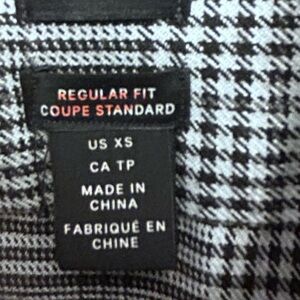 REGULAR FIT
COUPE STANDARD
US XS
CA TP
MADE IN
CHINA
FABRIQUÉ EN
CHINE